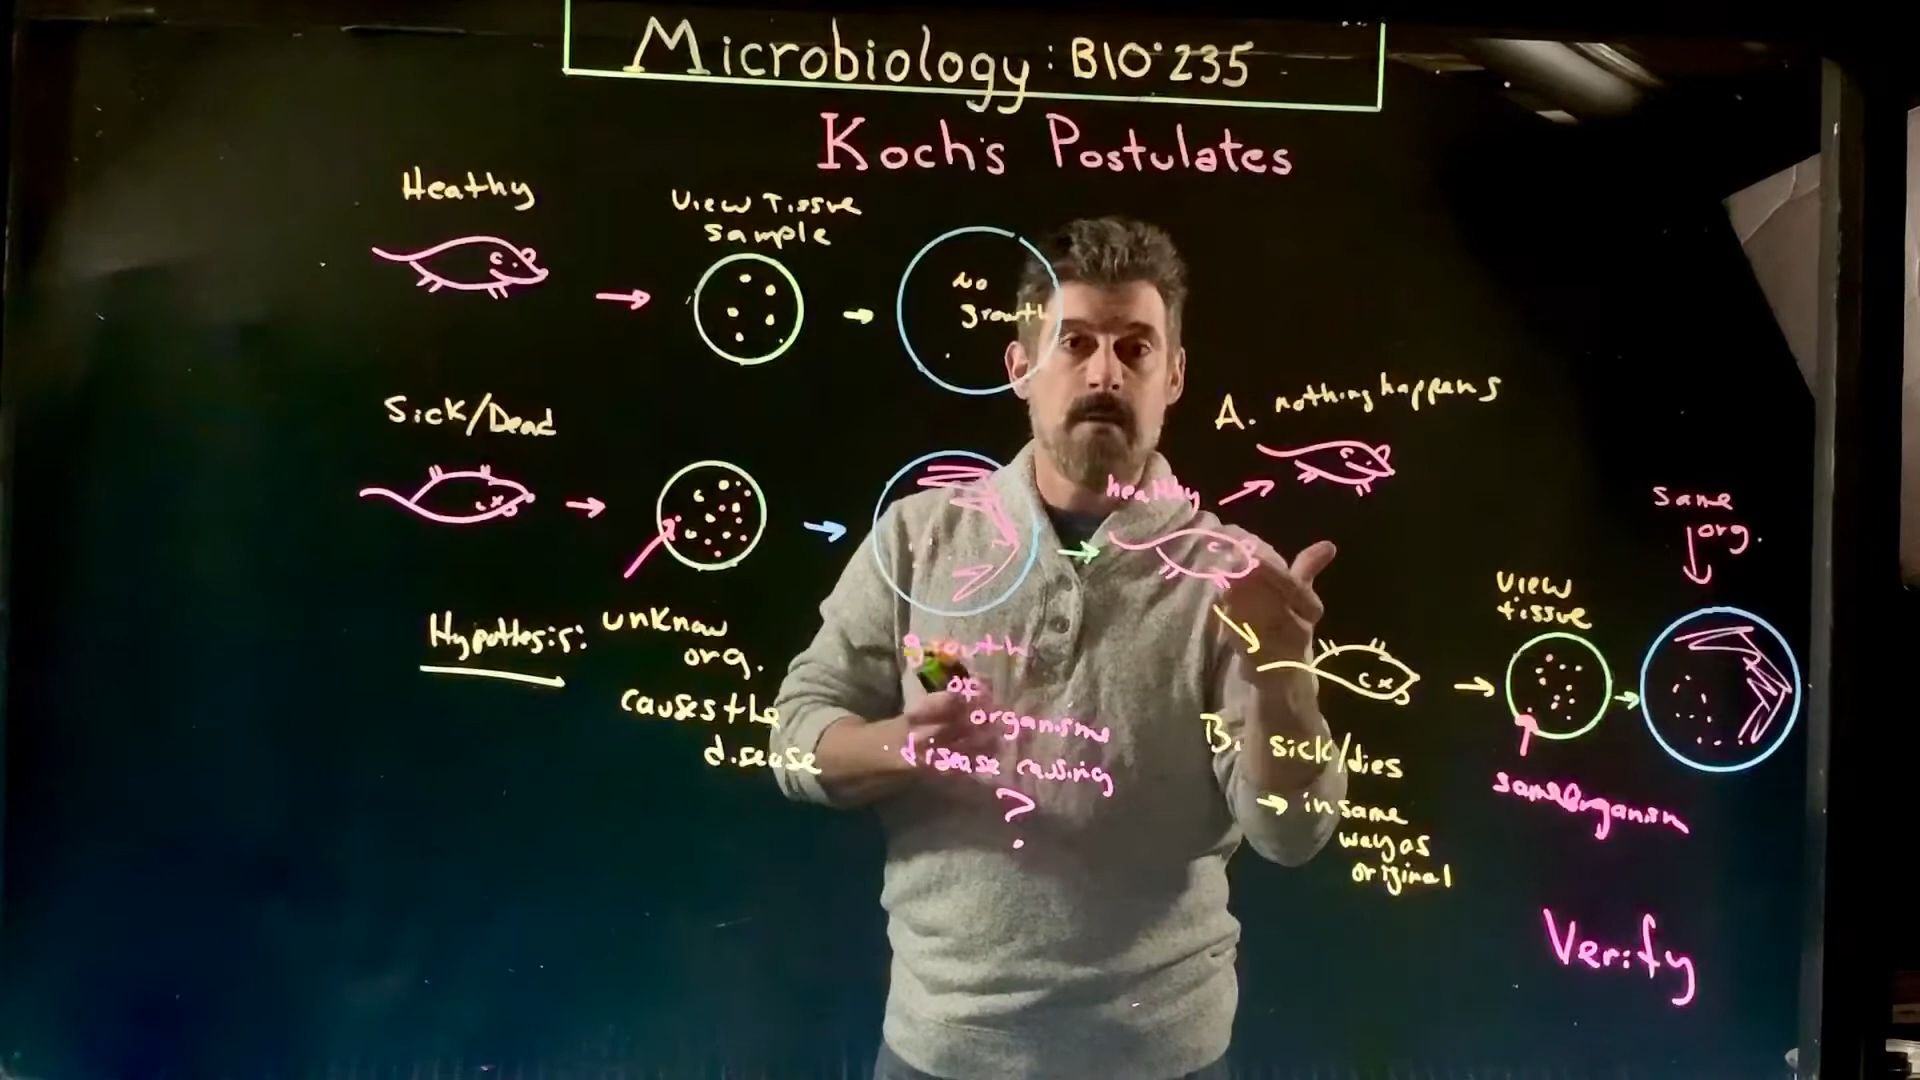 Microbiology: BIO 235
Koch's Postulates
Heathy
View Tissue
sample
No
growth
Sick/Dead
healthy
A. nothing happens
Same
org.
View
tissue
Hypothesis:
unknow
org.
causes the
disease
growth
of
organisms
disease causing
?
B. sick/dies
→ in same
way as
original
same organism
Verify